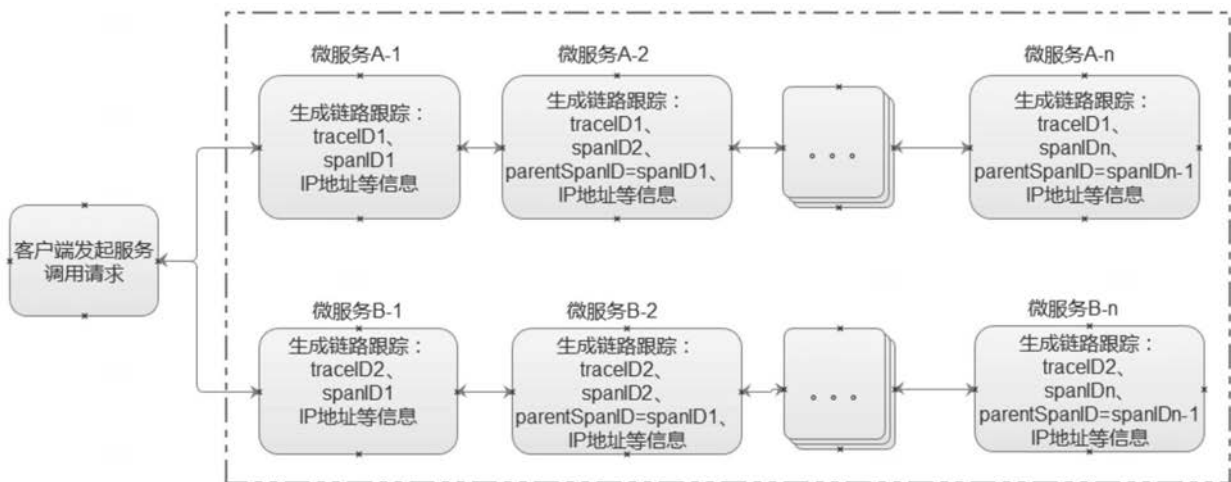 微服务A-1
生成链路跟踪：
traceID1、
spanID1
IP地址等信息
微服务A-2
生成链路跟踪：
traceID1、
spanID2、
parentSpanID=spanID1、
IP地址等信息
微服务A-n
生成链路跟踪：
traceID1、
spanIDn、
parentSpanID=spanIDn-1
IP地址等信息
客户端发起服务
调用请求
微服务B-1
生成链路跟踪：
traceID2、
spanID1
IP地址等信息
微服务B-2
生成链路跟踪：
traceID2、
spanID2、
parentSpanID=spanID1、
IP地址等信息
微服务B-n
生成链路跟踪：
traceID2、
spanIDn、
parentSpanID=spanIDn-1
IP地址等信息